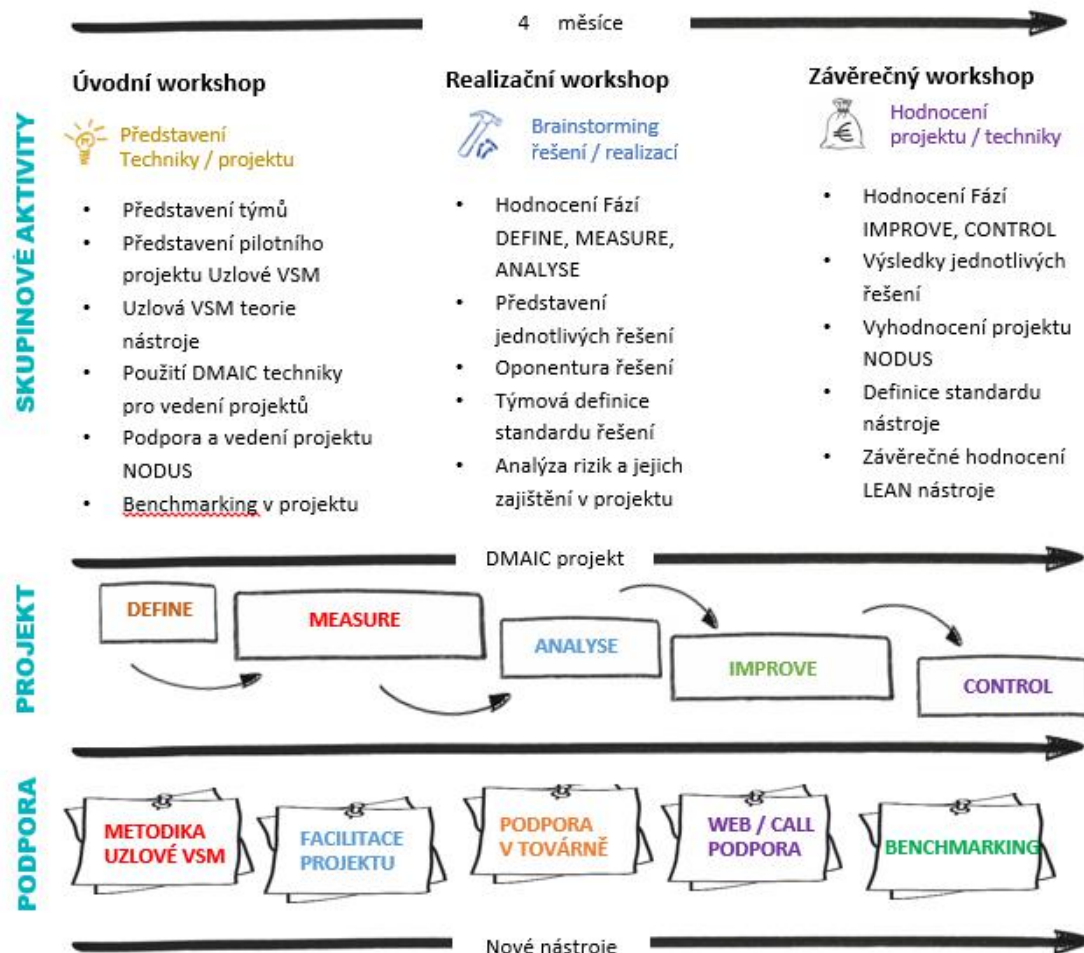 4 měsíce
SKUPINOVÉ AKTIVITY
Úvodní workshop
Představení
Techniky / projektu
• Představení týmů
• Představení pilotního
projektu Uzlové VSM
• Uzlová VSM teorie
nástroje
• Použití DMAIC techniky
pro vedení projektů
• Podpora a vedení projektu
NODUS
• Benchmarking v projektu
Realizační workshop
Brainstorming
řešení / realizací
• Hodnocení Fází
DEFINE, MEASURE,
ANALYSE
• Představení
jednotlivých řešení
• Oponentura řešení
• Týmová definice
standardu řešení
• Analýza rizik a jejich
zajištění v projektu
Závěrečný workshop
€
Hodnocení
projektu / techniky
• Hodnocení Fází
IMPROVE, CONTROL
• Výsledky jednotlivých
řešení
• Vyhodnocení projektu
NODUS
• Definice standardu
nástroje
• Závěrečné hodnocení
LEAN nástroje
DMAIC projekt
PROJEKT
DEFINE
MEASURE
ANALYSE
IMPROVE
CONTROL
PODPORA
METODIKA
UZLOVÉ VSM
FACILITACE
PROJEKTU
PODPORA
V TOVÁRNĚ
WEB / CALL
PODPORA
BENCHMARKING
Nové nástroje